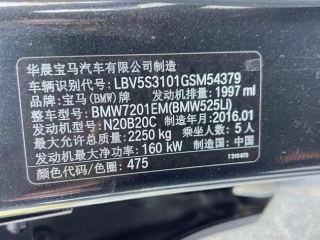 华晨宝马汽车有限公司制造
车辆识别代号: LBV5S3101GSM54379
品牌: 宝马(BMW)牌 发动机排量: 1997 ml
整车型号: BMW7201EM(BMW525Li)
发动机型号: N20B20C 制造年月: 2016.01
最大允许总质量: 2250 kg 乘坐人数: 5 人
发动机最大净功率: 160 kW 制造国: 中国
颜色代码/色圈: 475
7310673